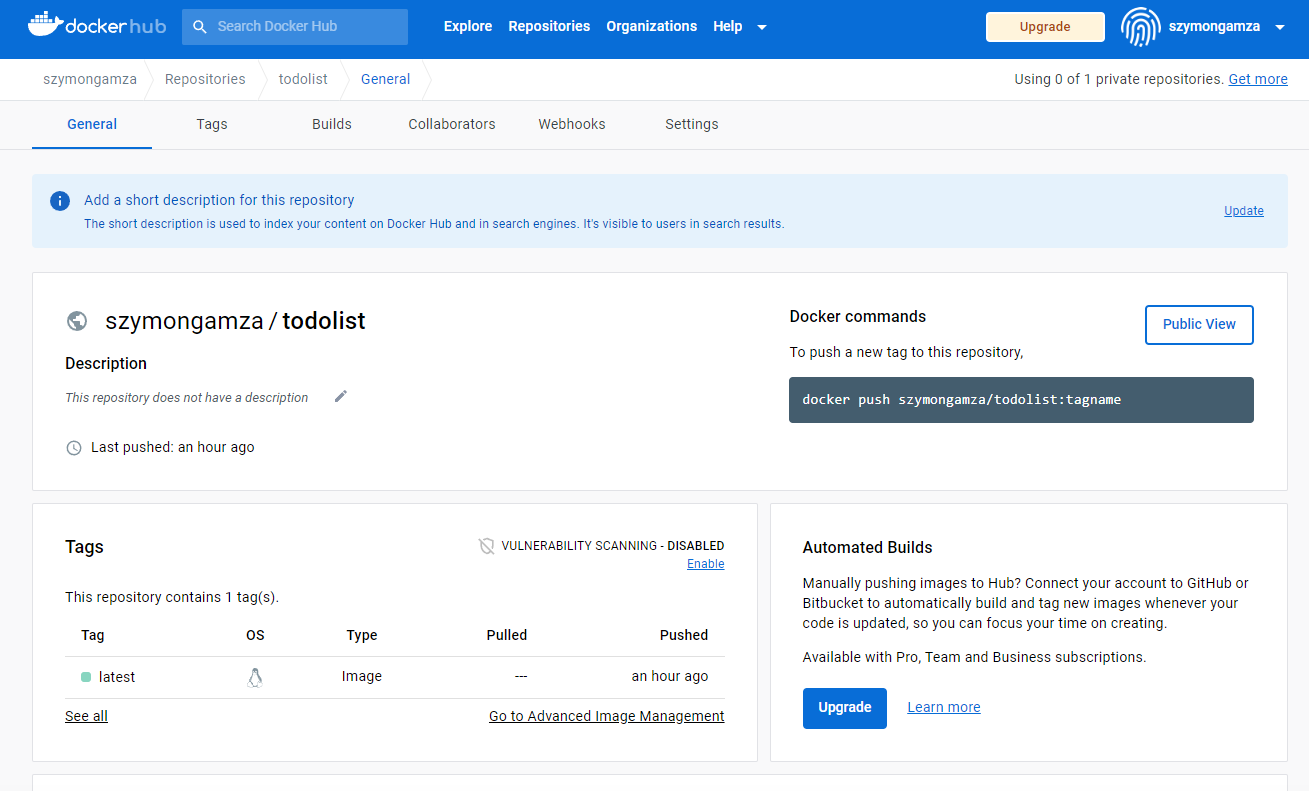 dockerhub Search Docker Hub Explore Repositories Organizations Help Upgrade szymongamza
szymongamza Repositories todolist General Using 0 of 1 private repositories. Get more
General Tags Builds Collaborators Webhooks Settings
Add a short description for this repository
The short description is used to index your content on Docker Hub and in search engines. It's visible to users in search results.
Update
szymongamza / todolist
Description
This repository does not have a description
Last pushed: an hour ago
Docker commands
Public View
To push a new tag to this repository,
docker push szymongamza/todolist:tagname
Tags
VULNERABILITY SCANNING - DISABLED
Enable
This repository contains 1 tag(s).
Tag OS Type Pulled Pushed
latest Image --- an hour ago
See all Go to Advanced Image Management
Automated Builds
Manually pushing images to Hub? Connect your account to GitHub or
Bitbucket to automatically build and tag new images whenever your
code is updated, so you can focus your time on creating.
Available with Pro, Team and Business subscriptions.
Upgrade Learn more